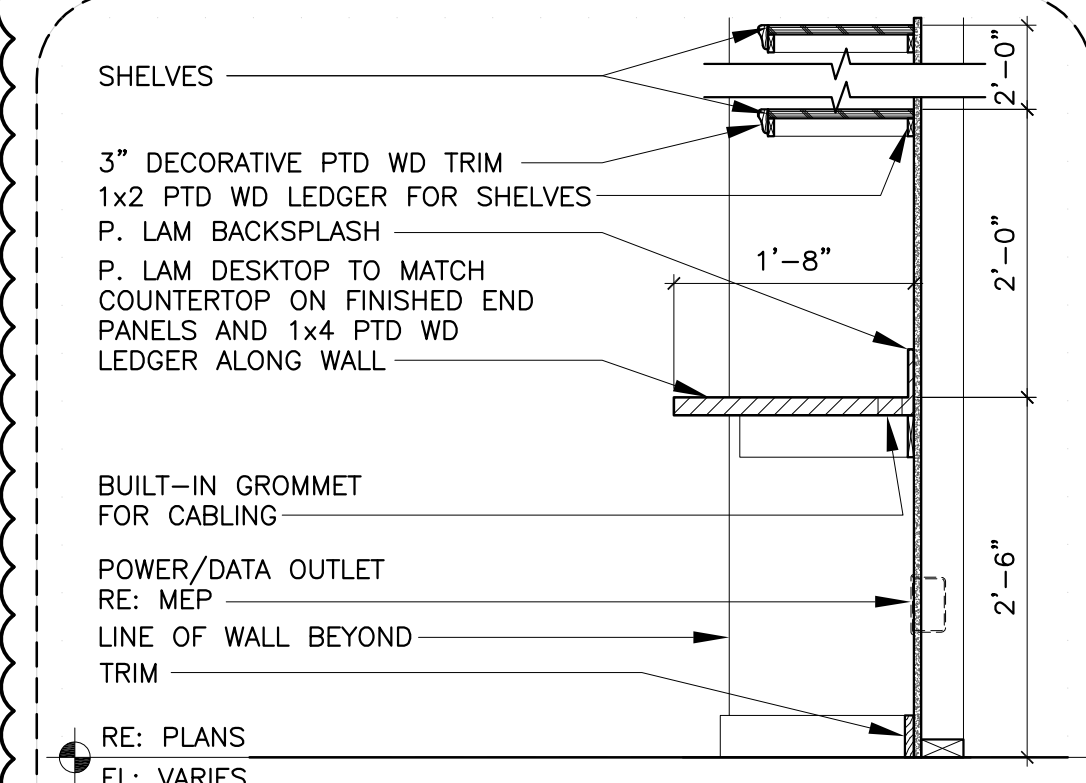 SHELVES
3" DECORATIVE PTD WD TRIM
1x2 PTD WD LEDGER FOR SHELVES
P. LAM BACKSPLASH
P. LAM DESKTOP TO MATCH
COUNTERTOP ON FINISHED END
PANELS AND 1x4 PTD WD
LEDGER ALONG WALL
BUILT-IN GROMMET
FOR CABLING
POWER/DATA OUTLET
RE: MEP
LINE OF WALL BEYOND
TRIM
RE: PLANS
EL: VARIES
1'-8"
2'-0"
2'-0"
2'-6"